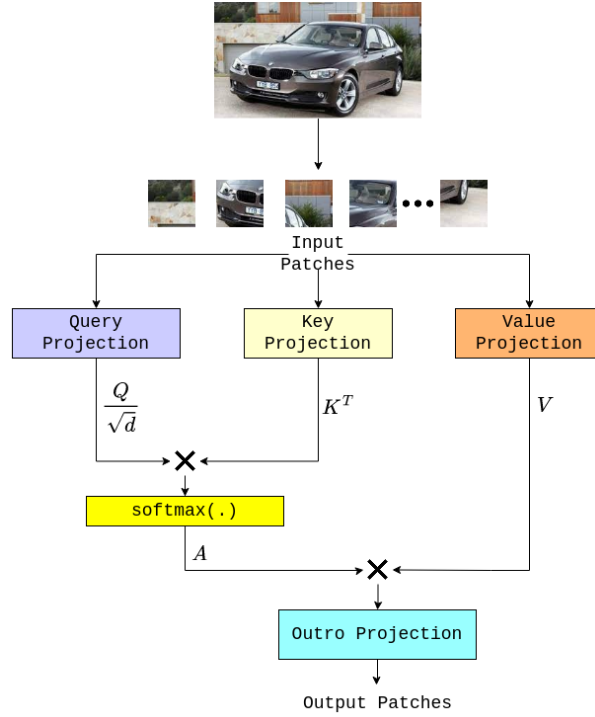 Input
Patches
Query
Projection
Key
Projection
Value
Projection
Q
√d
K^T
V
softmax(.)
A
Outro Projection
Output Patches